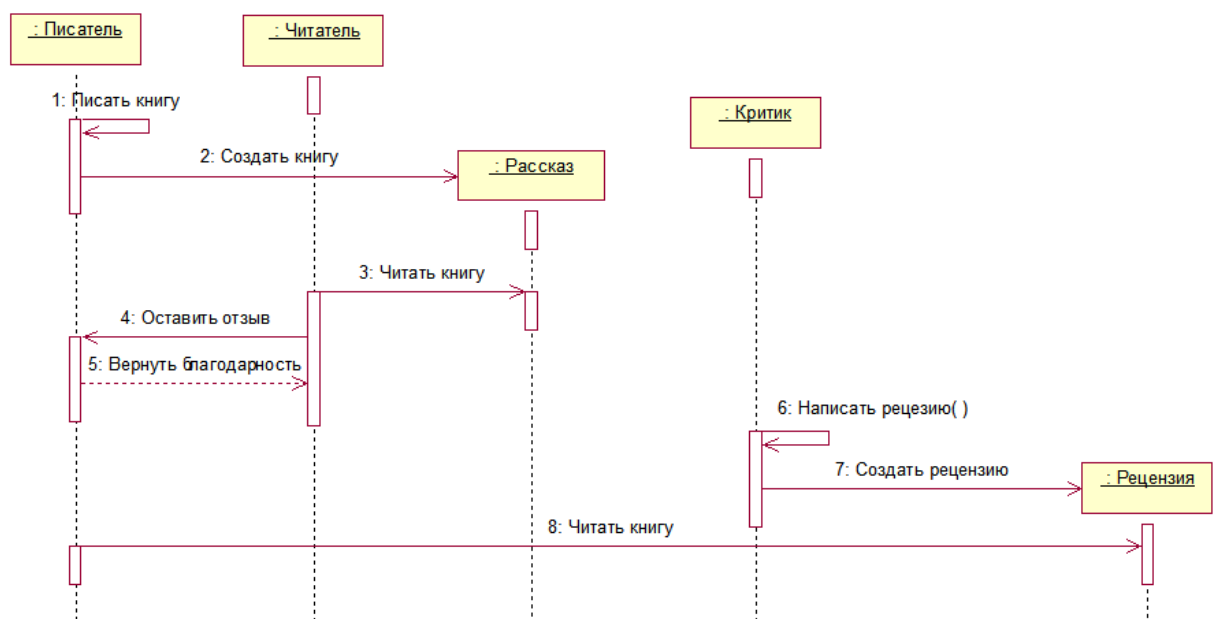 : Писатель
: Читатель
1: Писать книгу
: Критик
2: Создать книгу
: Рассказ
3: Читать книгу
4: Оставить отзыв
5: Вернуть благодарность
6: Написать рецезию( )
7: Создать рецензию
: Рецензия
8: Читать книгу